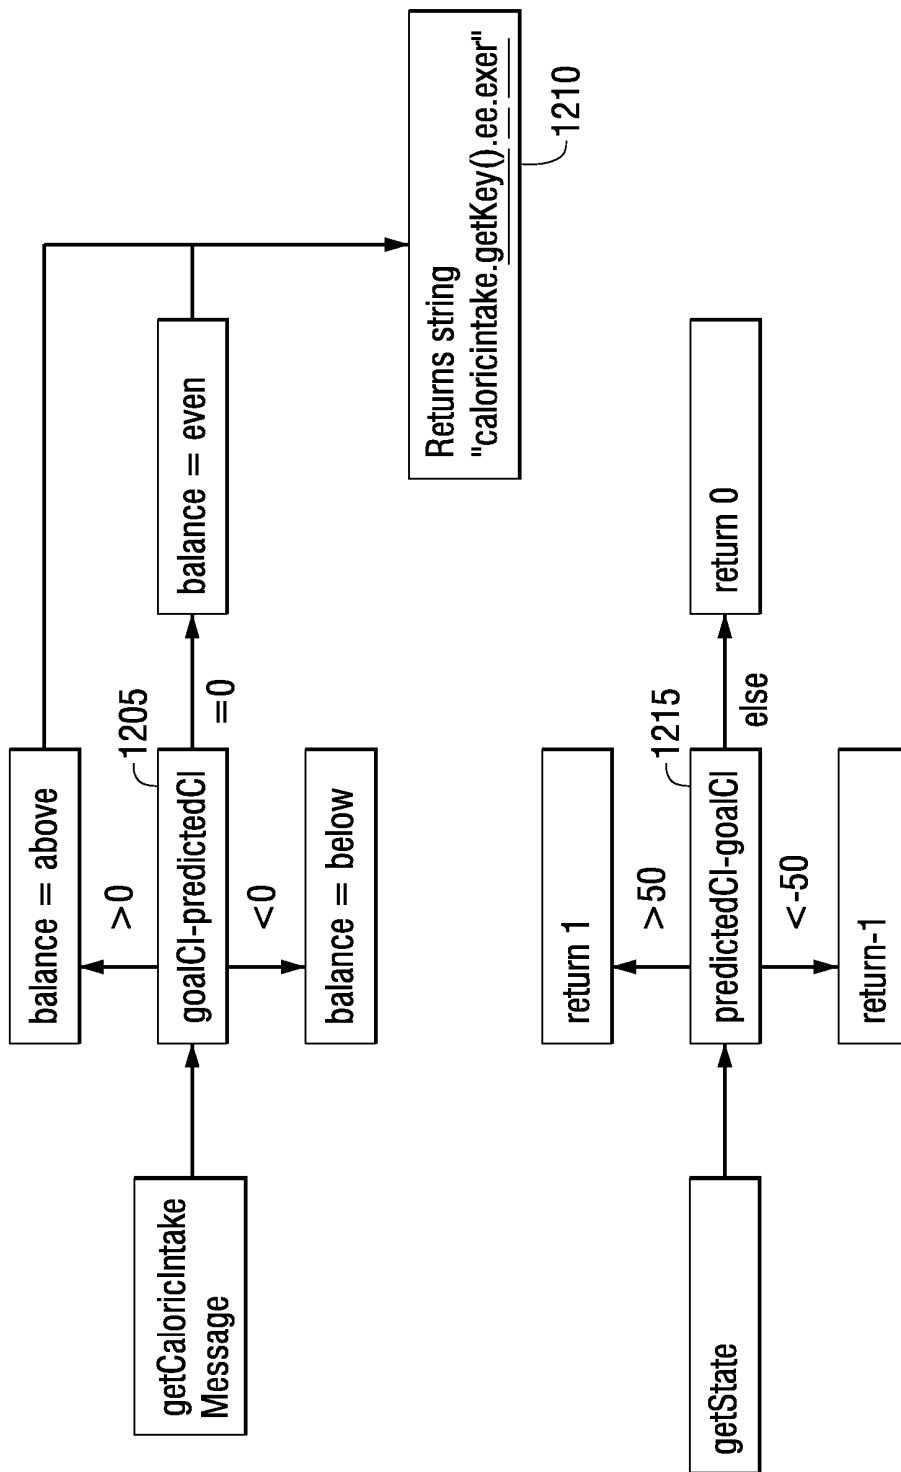 getCaloricIntake
Message
balance = above
>0
goalCI-predictedCI
1205
<0
balance = below
=0
balance = even
Returns string
"caloricintake.getKey().ee.exer"
1210
getState
return 1
>50
predictedCI-goalCI
1215
<-50
return-1
else
return 0